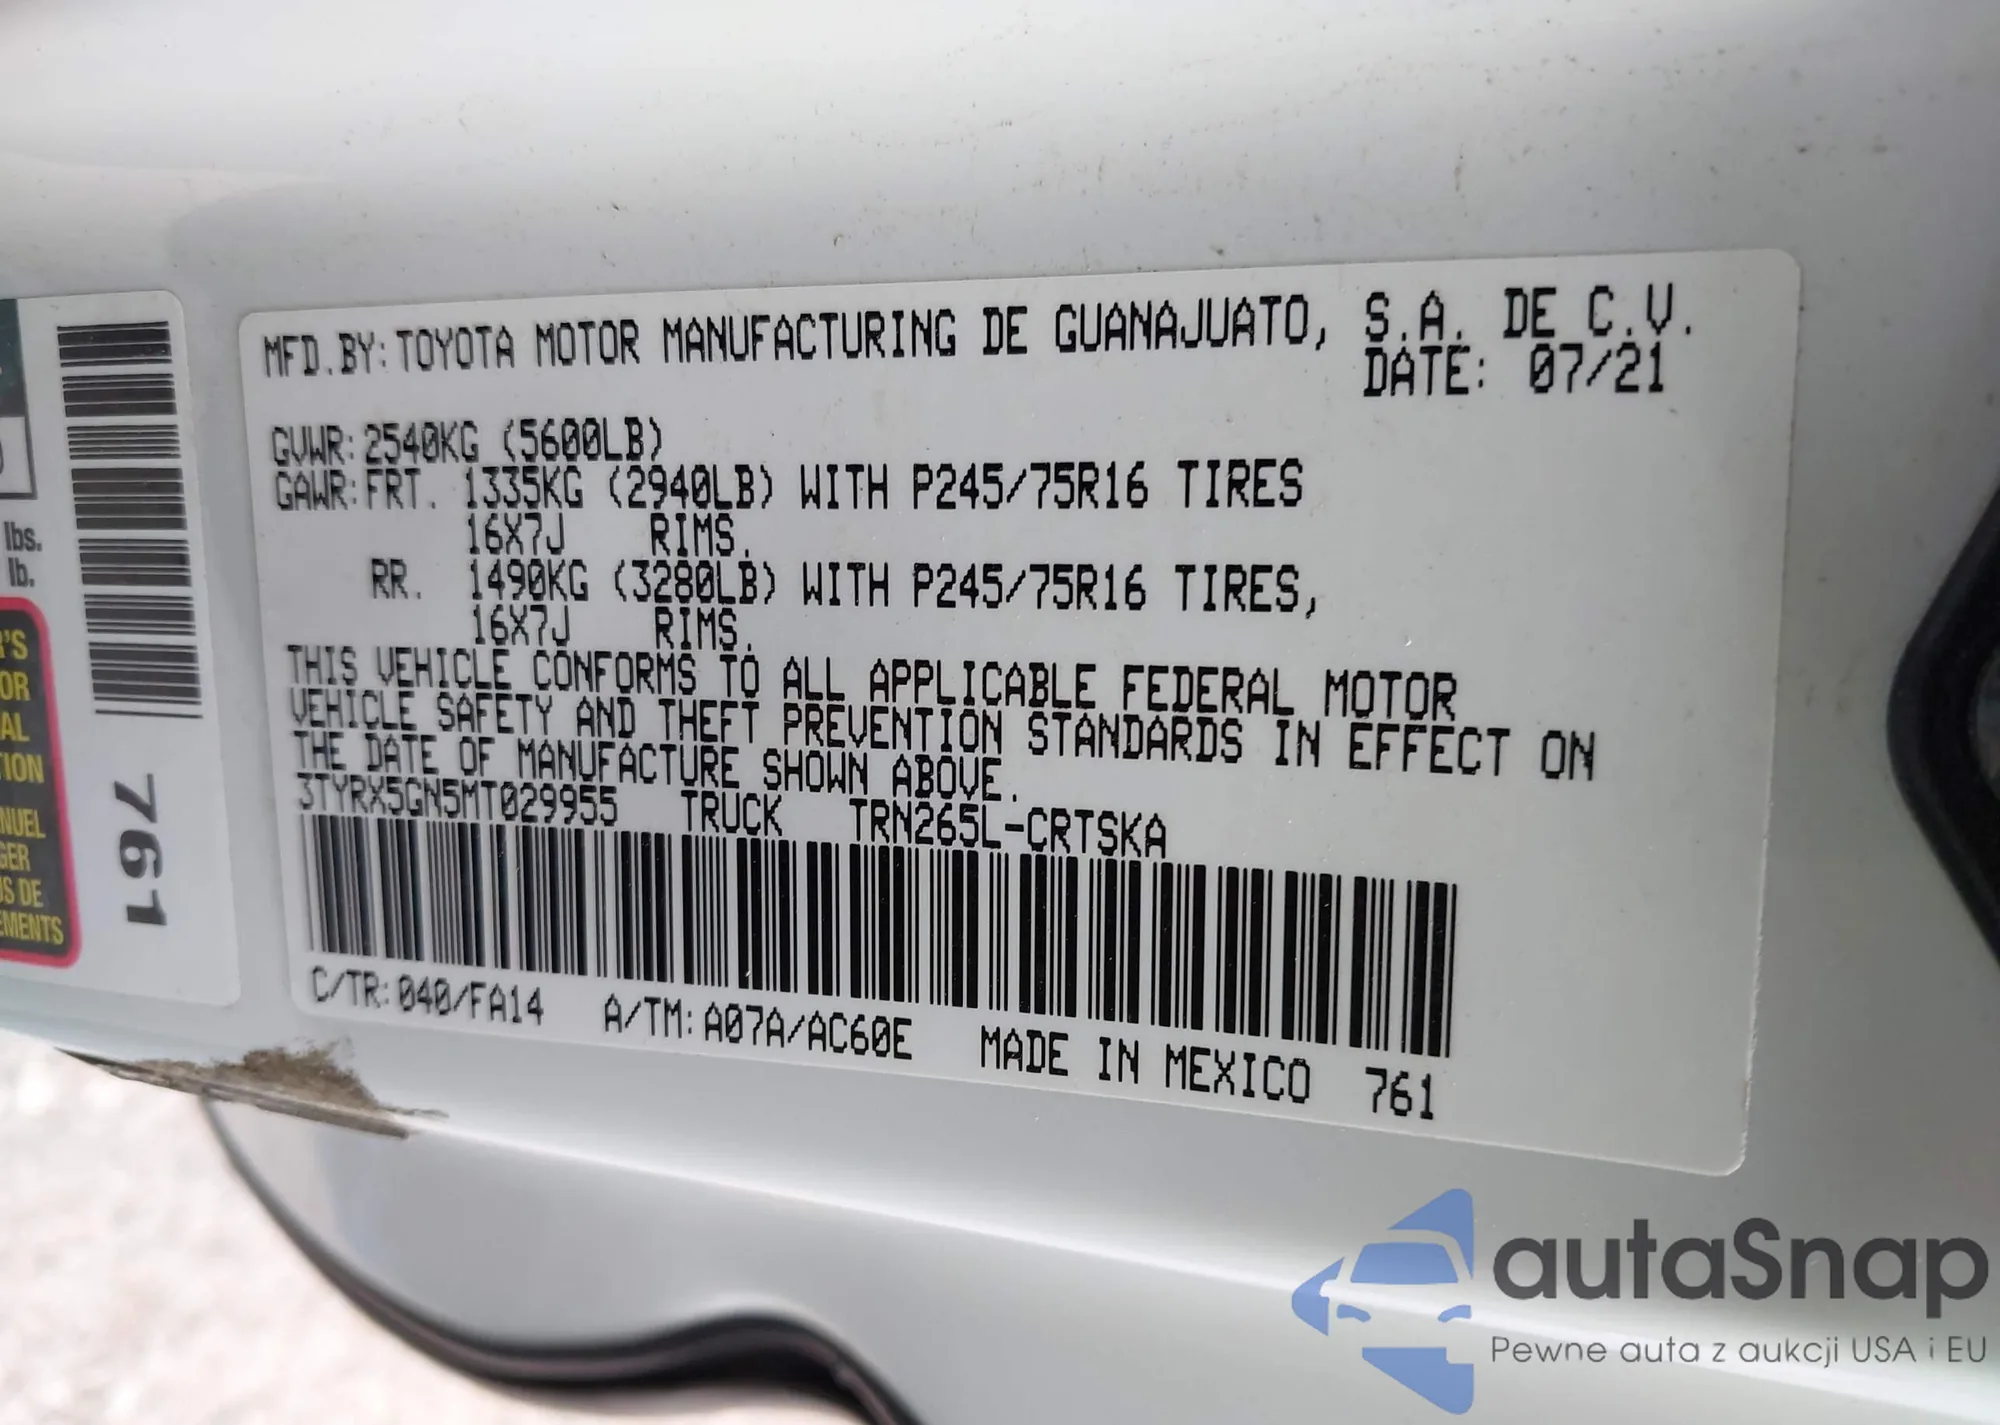 MFD.BY:TOYOTA MOTOR MANUFACTURING DE GUANAJUATO, S.A. DE C.V.
DATE: 07/21
GVWR:2540KG (5600LB)
GAWR:FRT. 1335KG (2940LB) WITH P245/75R16 TIRES
16X7J RIMS.
RR. 1490KG (3280LB) WITH P245/75R16 TIRES,
16X7J RIMS.
THIS VEHICLE CONFORMS TO ALL APPLICABLE FEDERAL MOTOR
VEHICLE SAFETY AND THEFT PREVENTION STANDARDS IN EFFECT ON
THE DATE OF MANUFACTURE SHOWN ABOVE.
3TYRX5GN5MT029955 TRUCK TRN265L-CRTSKA
C/TR:040/FA14 A/TM:A07A/AC60E MADE IN MEXICO 761
lbs.
lb.
761
autaSnap
Pewne auta z aukcji USA i EU